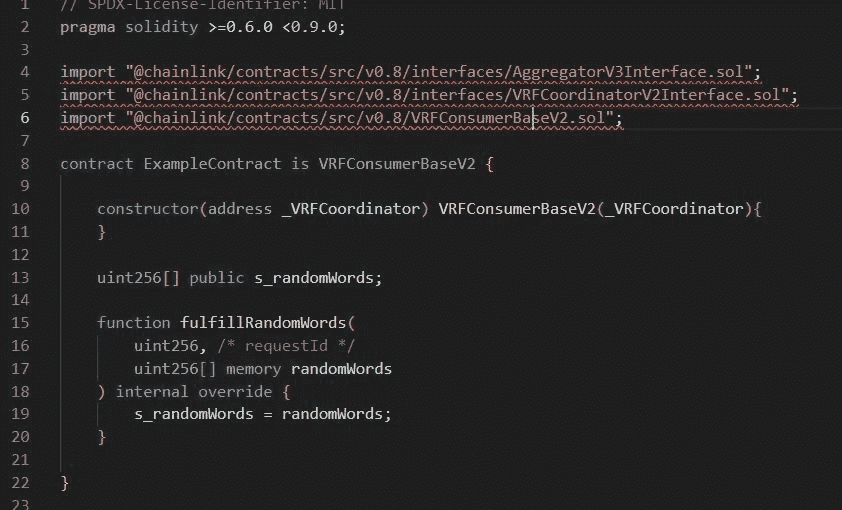 1 // SPDX-License-Identifier: MIT
2 pragma solidity >=0.6.0 <0.9.0;
3
4 import "@chainlink/contracts/src/v0.8/interfaces/AggregatorV3Interface.sol";
5 import "@chainlink/contracts/src/v0.8/interfaces/VRFCoordinatorV2Interface.sol";
6 import "@chainlink/contracts/src/v0.8/VRFConsumerBaseV2.sol";
7
8 contract ExampleContract is VRFConsumerBaseV2 {
9
10     constructor(address _VRFCoordinator) VRFConsumerBaseV2(_VRFCoordinator){
11     }
12
13     uint256[] public s_randomWords;
14
15     function fulfillRandomWords(
16         uint256, /* requestId */
17         uint256[] memory randomWords
18     ) internal override {
19         s_randomWords = randomWords;
20     }
21
22 }
23